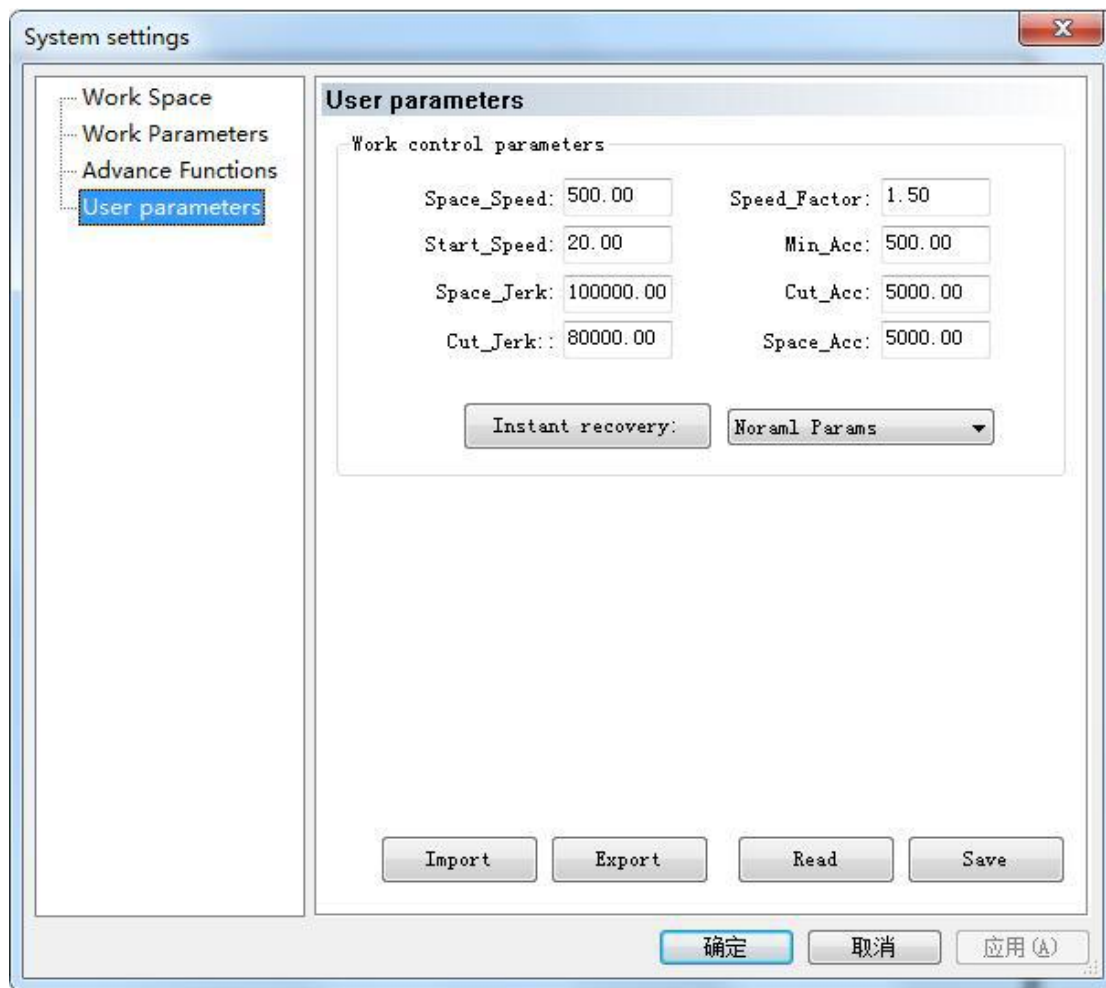 System settings
Work Space
Work Parameters
Advance Functions
User parameters
User parameters
Work control parameters
Space_Speed: 500.00 Speed_Factor: 1.50
Start_Speed: 20.00 Min_Acc: 500.00
Space_Jerk: 100000.00 Cut_Acc: 5000.00
Cut_Jerk:: 80000.00 Space_Acc: 5000.00
Instant recovery: Noraml Params
Import Export Read Save
确定 取消 应用(A)